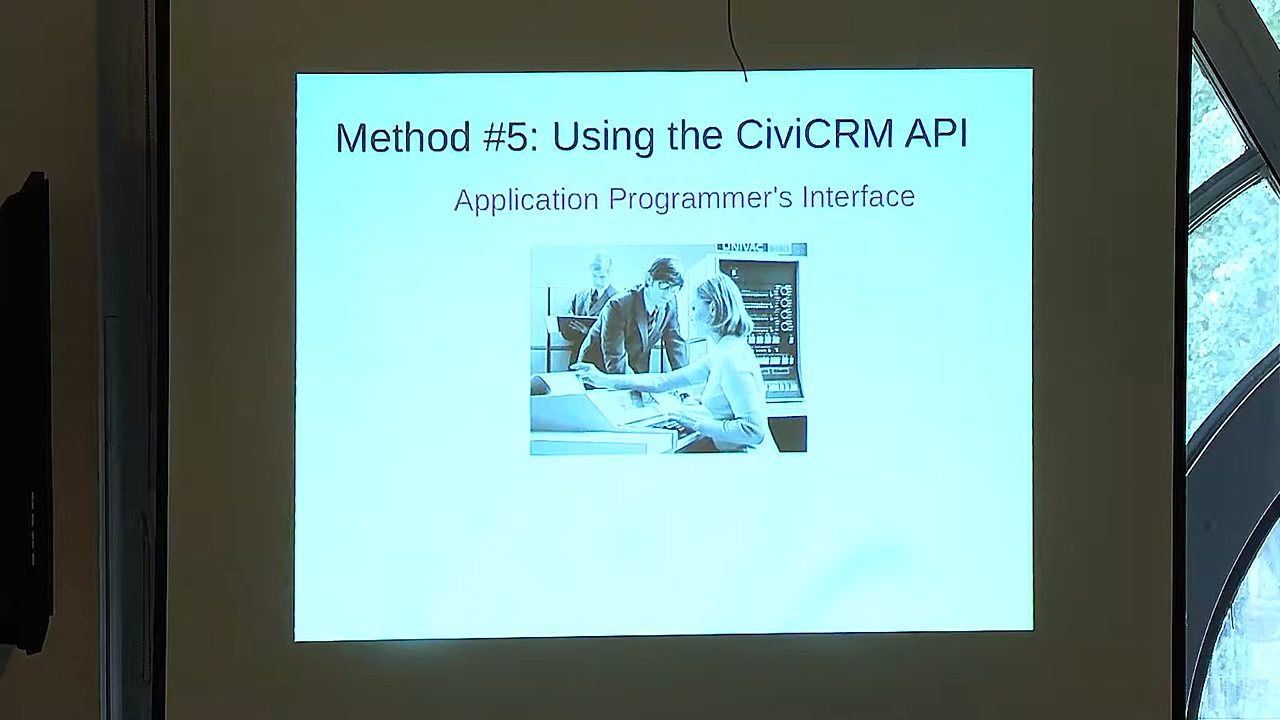 Method #5: Using the CiviCRM API
Application Programmer's Interface
UNIVAC